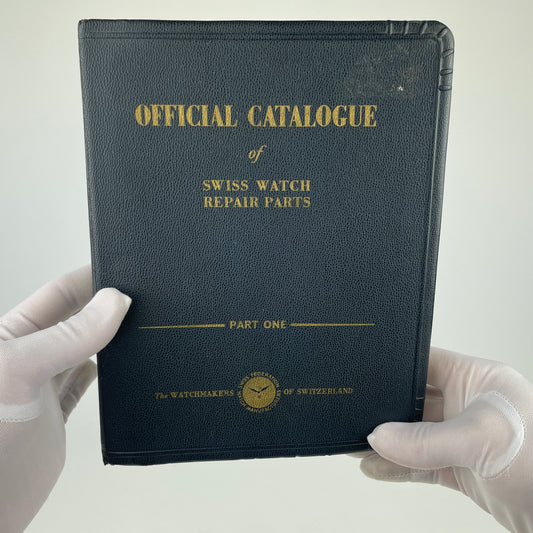 OFFICIAL CATALOGUE
of
SWISS WATCH
REPAIR PARTS
PART ONE
The WATCHMAKERS OF SWITZERLAND